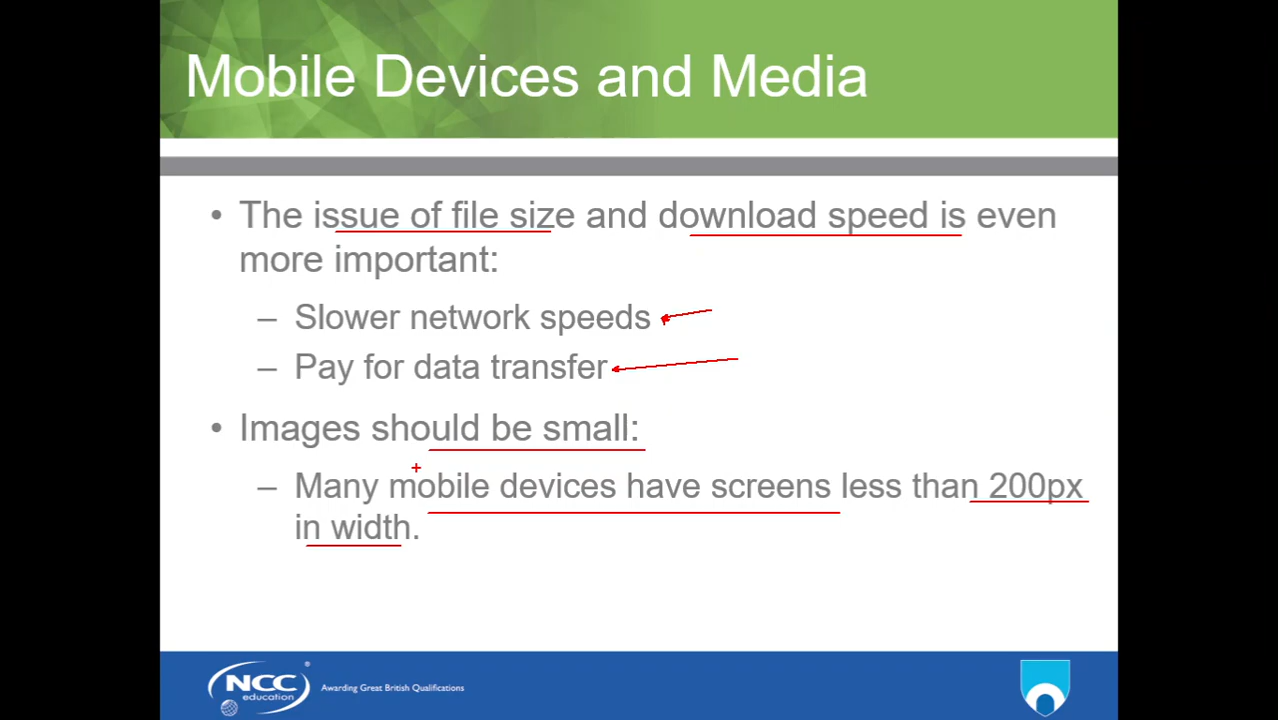 Mobile Devices and Media
• The issue of file size and download speed is even
more important:
– Slower network speeds
– Pay for data transfer
• Images should be small:
– Many mobile devices have screens less than 200px
in width.
NCC
education
®
Awarding Great British Qualifications